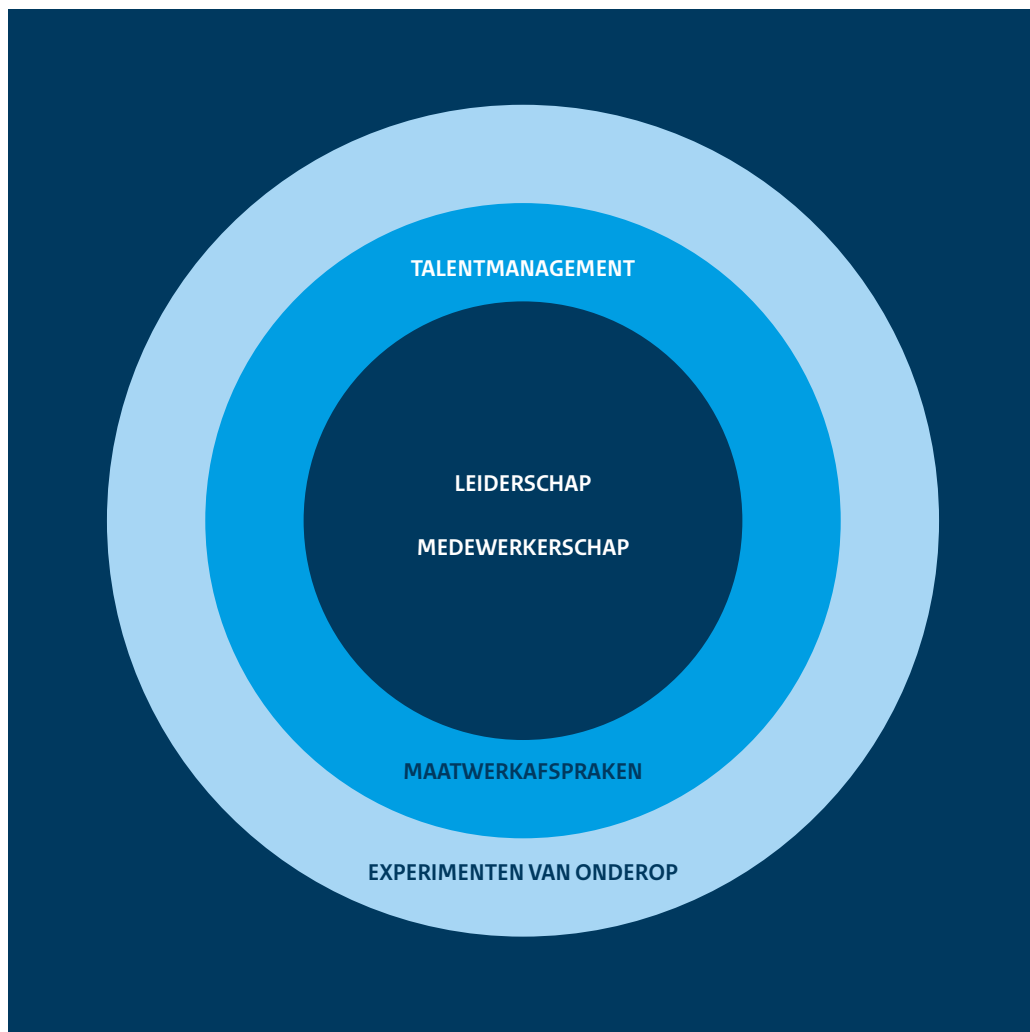 TALENTMANAGEMENT
LEIDERSCHAP
MEDEWERKERSCHAP
MAATWERKAFSPRAKEN
EXPERIMENTEN VAN ONDEROP